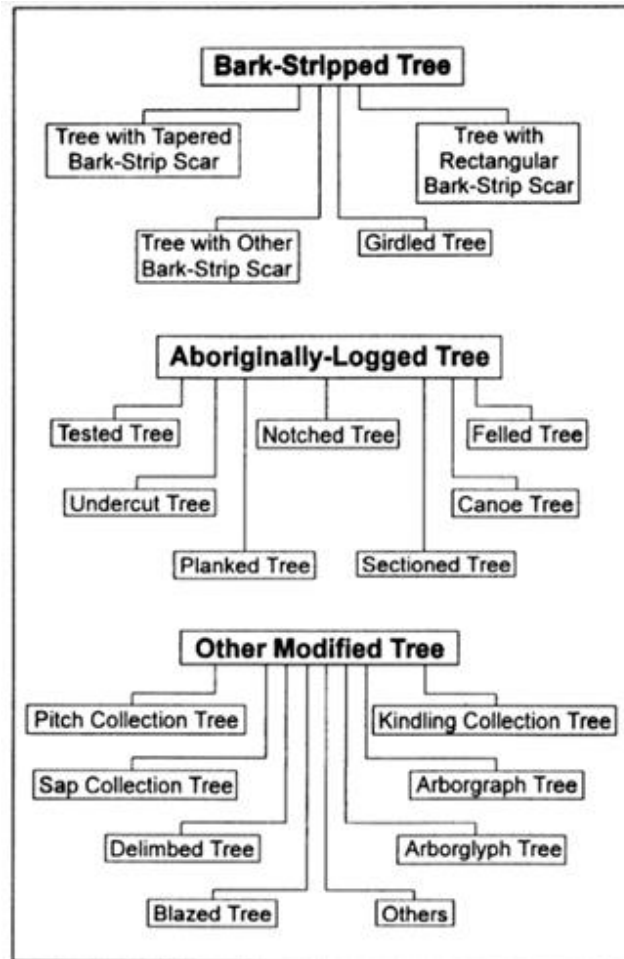 Bark-Stripped Tree
Tree with Tapered
Bark-Strip Scar
Tree with
Rectangular
Bark-Strip Scar
Tree with Other
Bark-Strip Scar
Girdled Tree
Aboriginally-Logged Tree
Tested Tree
Notched Tree
Felled Tree
Undercut Tree
Canoe Tree
Planked Tree
Sectioned Tree
Other Modified Tree
Pitch Collection Tree
Kindling Collection Tree
Sap Collection Tree
Arborgraph Tree
Delimbed Tree
Arborglyph Tree
Blazed Tree
Others